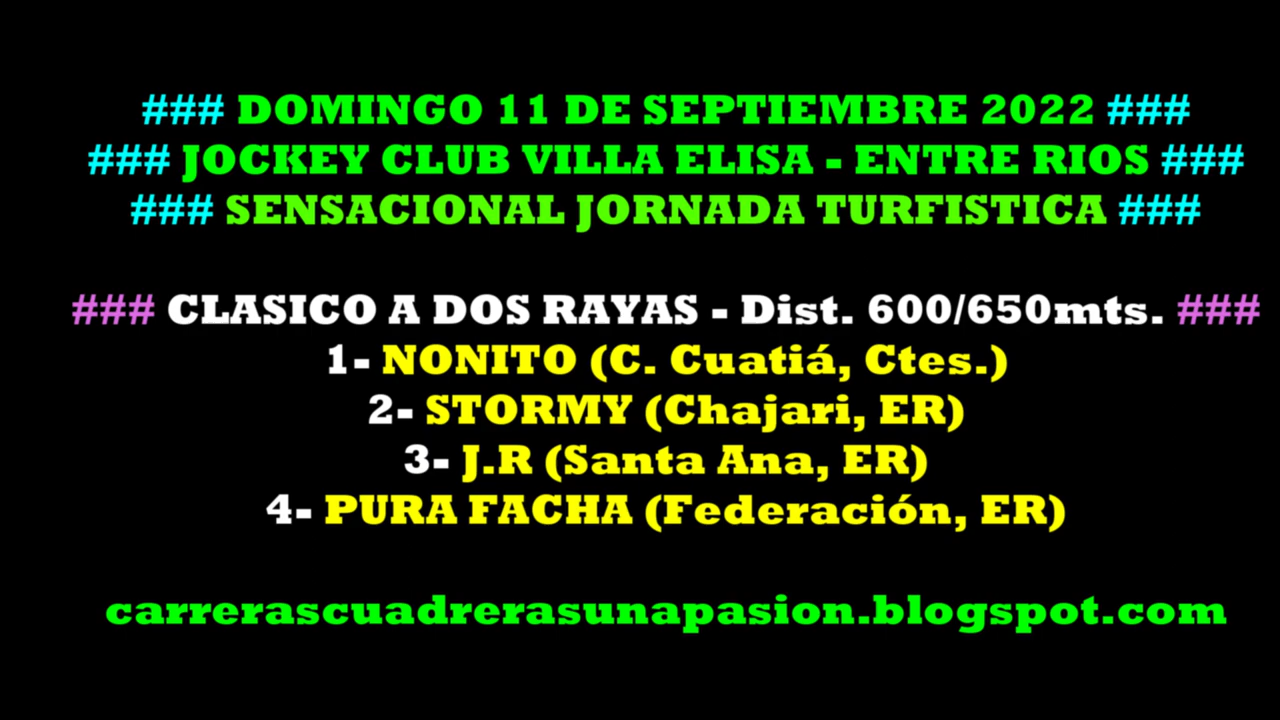 ### DOMINGO 11 DE SEPTIEMBRE 2022 ###
### JOCKEY CLUB VILLA ELISA - ENTRE RIOS ###
### SENSACIONAL JORNADA TURFISTICA ###
### CLASICO A DOS RAYAS - Dist. 600/650mts. ###
1- NONITO (C. Cuatiá, Ctes.)
2- STORMY (Chajari, ER)
3- J.R (Santa Ana, ER)
4- PURA FACHA (Federación, ER)
carrerascuadrerasunapasion.blogspot.com